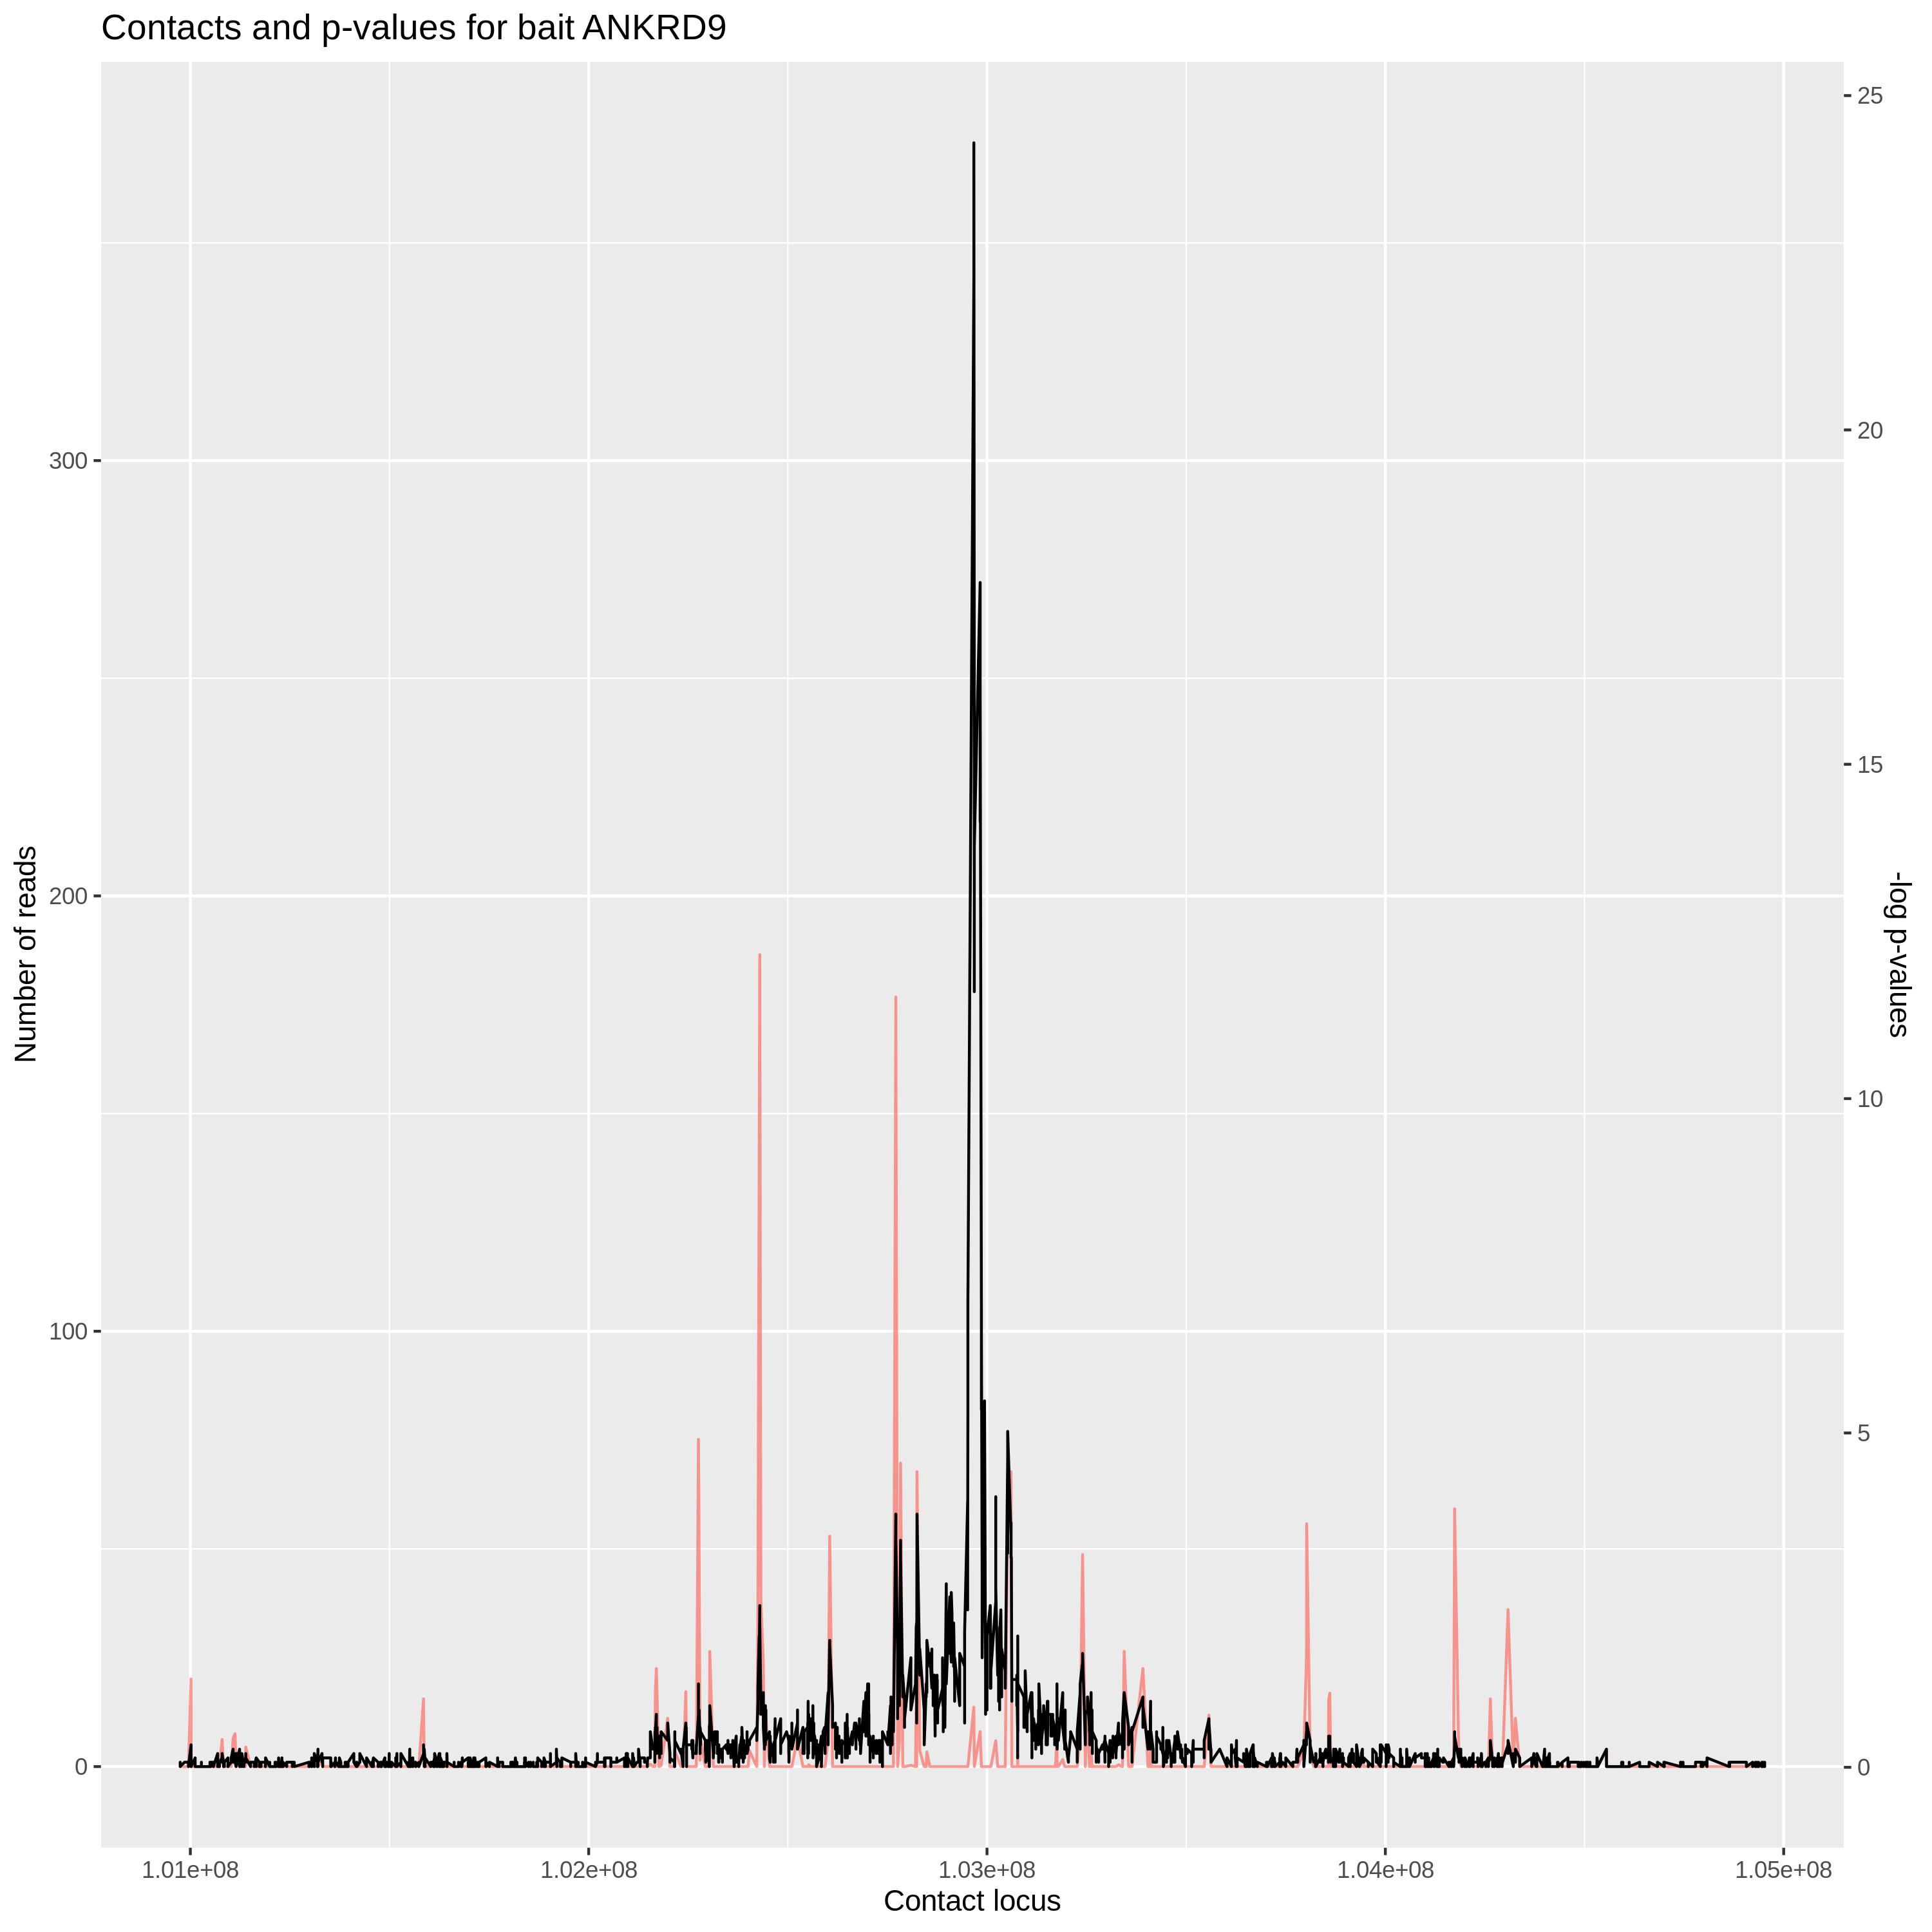 Contacts and p-values for bait ANKRD9
25
20
15
10
5
0
-log p-values
300
200
100
0
Number of reads
1.01e+08 1.02e+08 1.03e+08 1.04e+08 1.05e+08
Contact locus